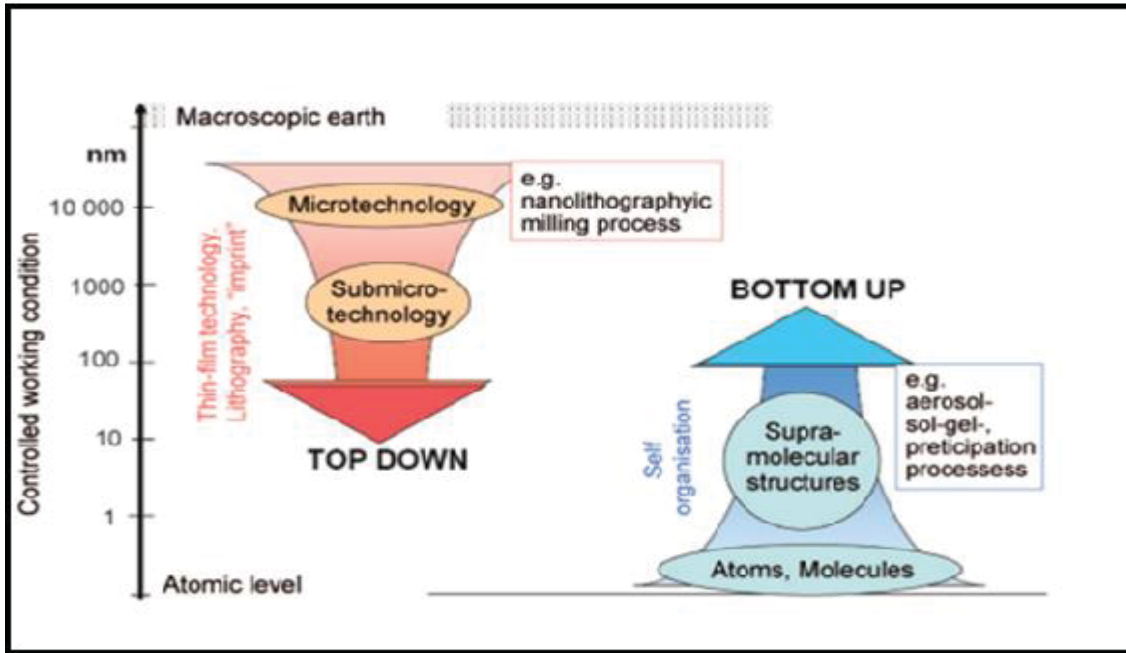 Macroscopic earth
nm
10 000
1000
100
10
1
Atomic level
Controlled working condition
Thin-film technology.
Lithography, "imprint"
Microtechnology
Submicro-
technology
TOP DOWN
e.g.
nanolithographyic
milling process
BOTTOM UP
Self
organisation
Supra-
molecular
structures
Atoms, Molecules
e.g.
aerosol-
sol-gel-,
preticipation
processess